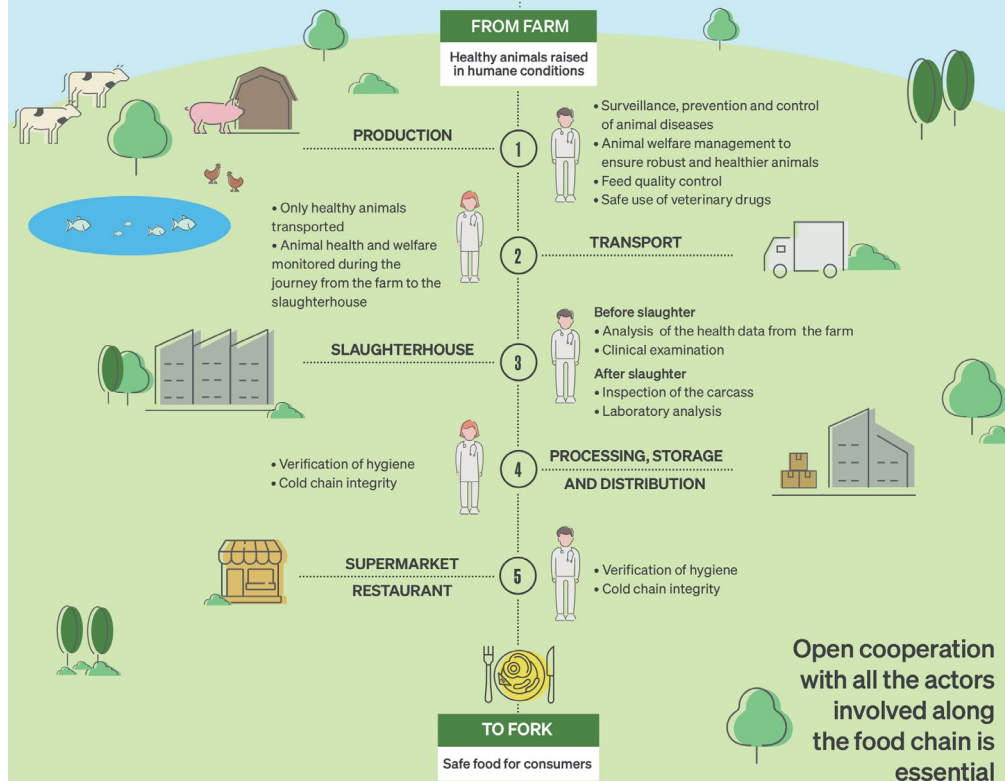 FROM FARM
Healthy animals raised
in humane conditions
PRODUCTION
1
• Surveillance, prevention and control
of animal diseases
• Animal welfare management to
ensure robust and healthier animals
• Feed quality control
• Safe use of veterinary drugs
• Only healthy animals
transported
• Animal health and welfare
monitored during the
journey from the farm to the
slaughterhouse
2
TRANSPORT
SLAUGHTERHOUSE
3
Before slaughter
• Analysis of the health data from the farm
• Clinical examination
After slaughter
• Inspection of the carcass
• Laboratory analysis
• Verification of hygiene
• Cold chain integrity
4
PROCESSING, STORAGE
AND DISTRIBUTION
SUPERMARKET
RESTAURANT
5
• Verification of hygiene
• Cold chain integrity
TO FORK
Safe food for consumers
Open cooperation
with all the actors
involved along
the food chain is
essential